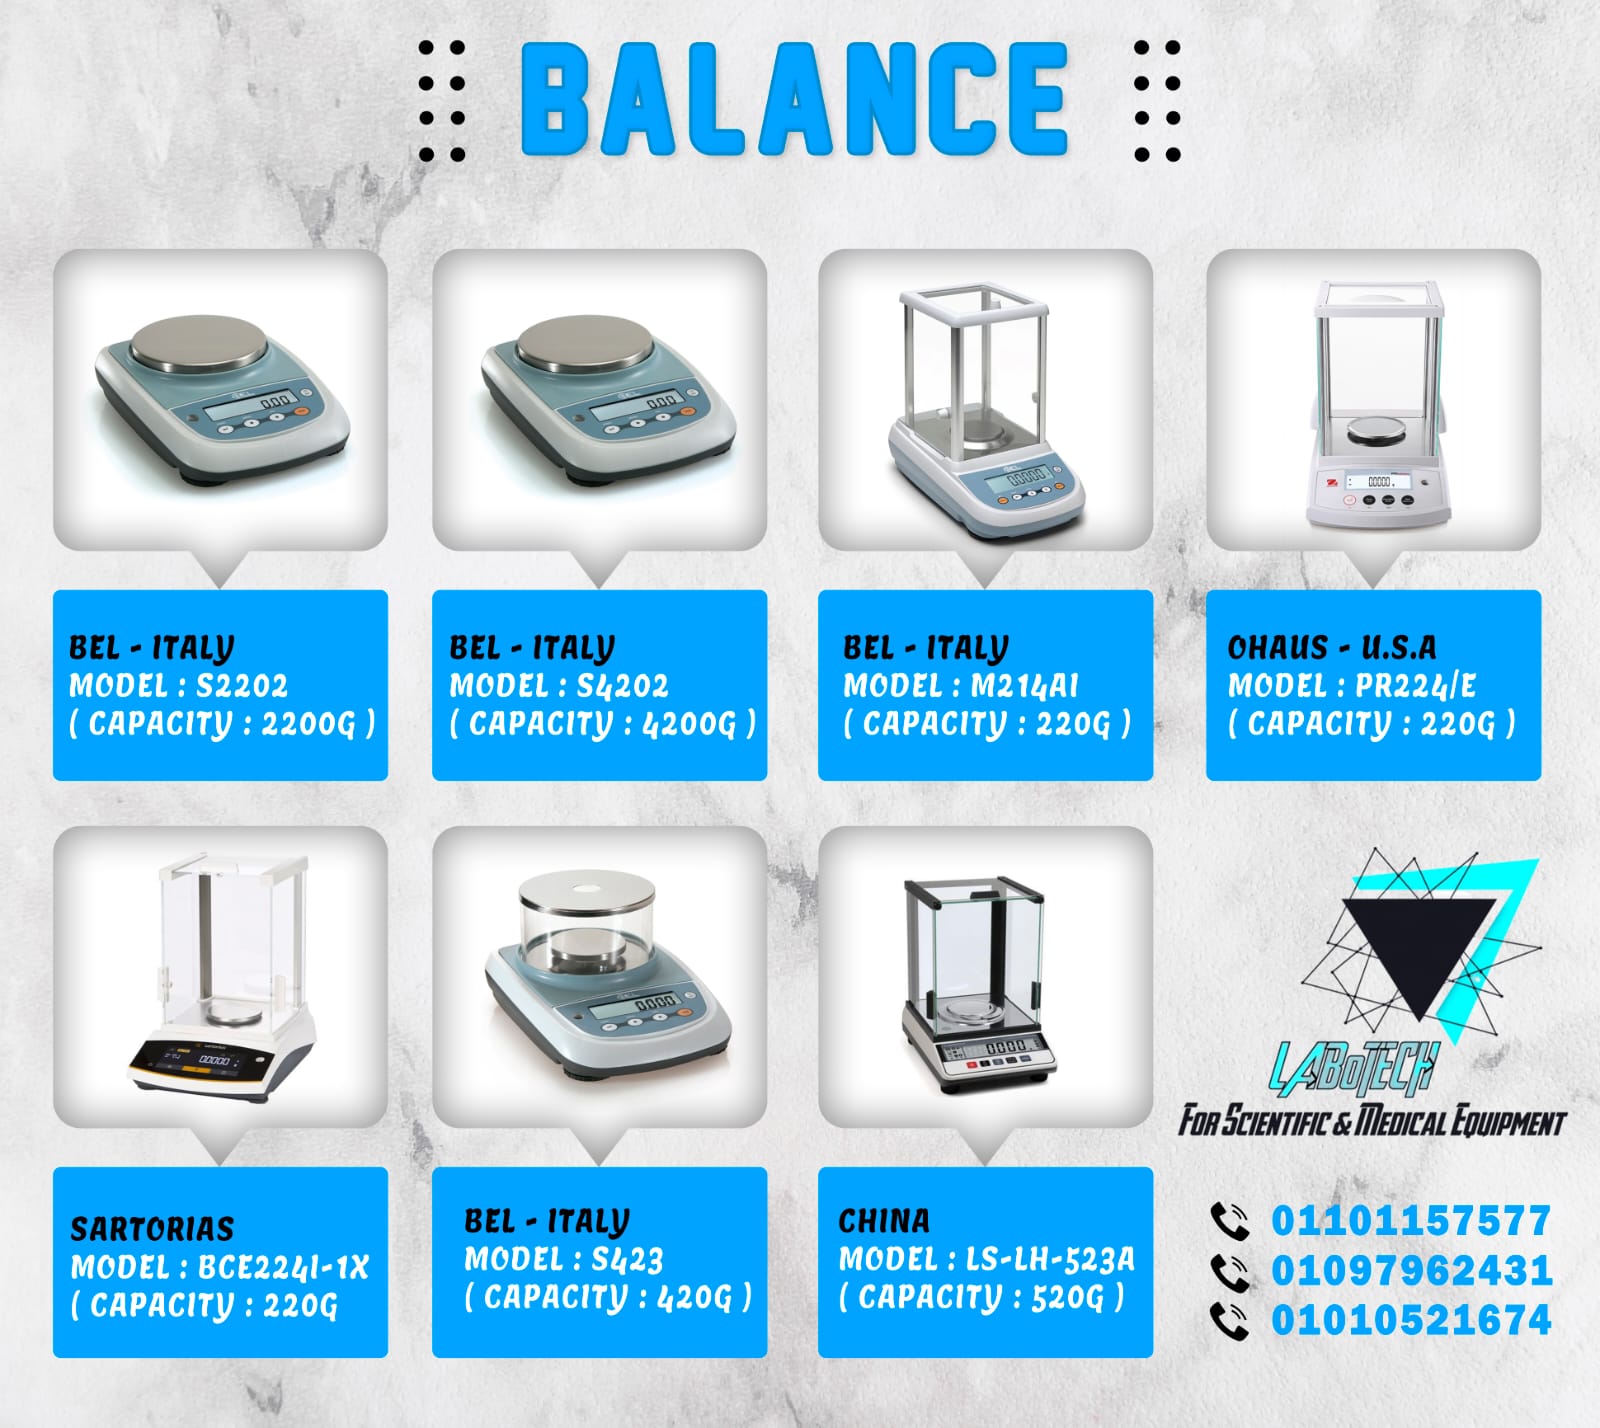 BALANCE
BEL - ITALY
MODEL : S2202
( CAPACITY : 2200G )
BEL - ITALY
MODEL : S4202
( CAPACITY : 4200G )
BEL - ITALY
MODEL : M214AI
( CAPACITY : 220G )
OHAUS - U.S.A
MODEL : PR224/E
( CAPACITY : 220G )
SARTORIAS
MODEL : BCE224I-1X
( CAPACITY : 220G
BEL - ITALY
MODEL : S423
( CAPACITY : 420G )
CHINA
MODEL : LS-LH-523A
( CAPACITY : 520G )
LABOTECH
FOR SCIENTIFIC & MEDICAL EQUIPMENT
01101157577
01097962431
01010521674